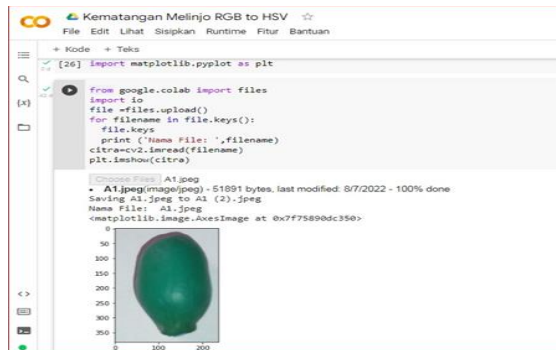 CO Kematangan Melinjo RGB to HSV
File Edit Lihat Sisipkan Runtime Fitur Bantuan
+ Kode + Teks
[26] import matplotlib.pyplot as plt
{x}
from google.colab import files
import io
file =files.upload()
for filename in file.keys():
file.keys
print ('Nama File: ',filename)
citra=cv2.imread(filename)
plt.imshow(citra)
Choose Files A1.jpeg
• A1.jpeg(image/jpeg) - 51891 bytes, last modified: 8/7/2022 - 100% done
Saving A1.jpeg to A1 (2).jpeg
Nama File: A1.jpeg
<matplotlib.image.AxesImage at 0x7f75890dc350>
0
50
100
150
200
250
300
350
0 100 200